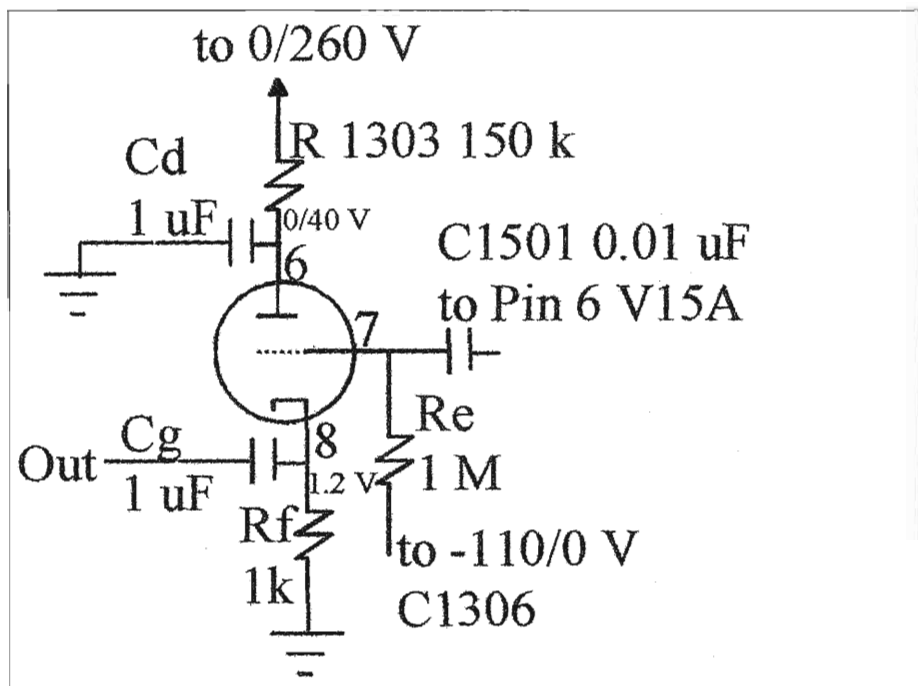 to 0/260 V
R 1303 150 k
Cd
1 uF
0/40 V
6
C1501 0.01 uF
to Pin 6 V15A
7
Re
1 M
Cg
Out
1 uF
8
1.2 V
Rf
1k
to -110/0 V
C1306